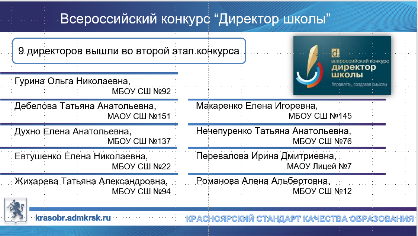 Всероссийский конкурс “Директор школы”
9 директоров вышли во второй этап конкурса
всероссийский конкурс
директор
школы
Гурина Ольга Николаевна,
МБОУ СШ №92
Дебелова Татьяна Анатольевна,
МАОУ СШ №151
Духно Елена Анатольевна,
МБОУ СШ №137
Евтушенко Елена Николаевна,
МБОУ СШ №22
Жихарева Татьяна Александровна,
МБОУ СШ №94
Макаренко Елена Игоревна,
МБОУ СШ №145
Нечепуренко Татьяна Анатольевна,
МБОУ СШ №76
Перевалова Ирина Дмитриевна,
МАОУ Лицей №7
Романова Алена Альбертовна,
МБОУ СШ №12
krasobr.admkrsk.ru
КРАСНОЯРСКИЙ СТАНДАРТ КАЧЕСТВА ОБРАЗОВАНИЯ